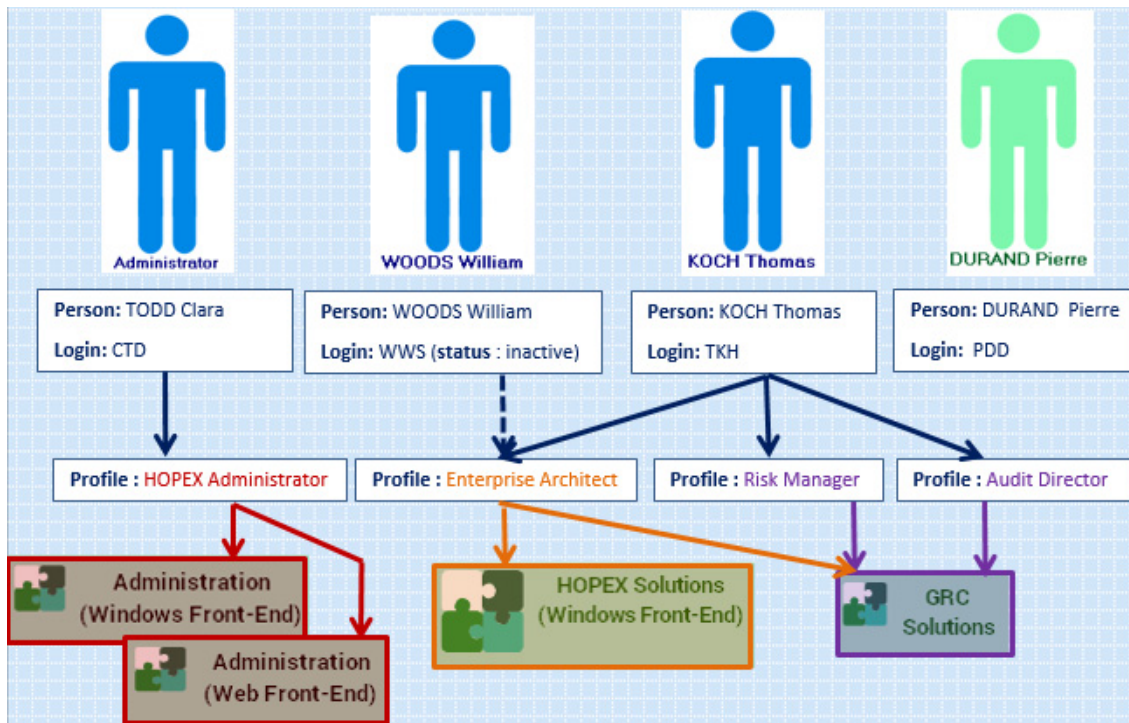 Administrator
WOODS William
KOCH Thomas
DURAND Pierre
Person: TODD Clara
Login: CTD
Person: WOODS William
Login: WWS (status : inactive)
Person: KOCH Thomas
Login: TKH
Person: DURAND Pierre
Login: PDD
Profile : HOPEX Administrator
Profile : Enterprise Architect
Profile : Risk Manager
Profile : Audit Director
Administration
(Windows Front-End)
Administration
(Web Front-End)
HOPEX Solutions
(Windows Front-End)
GRC
Solutions